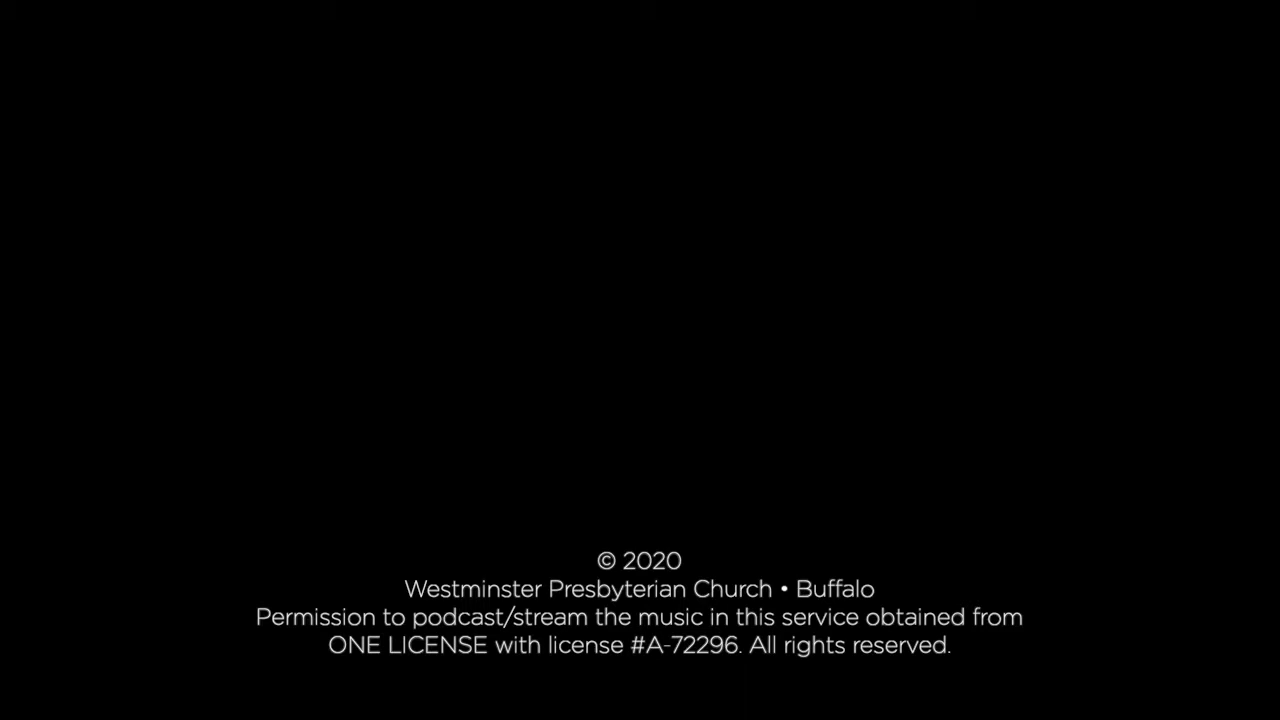 © 2020
Westminster Presbyterian Church • Buffalo
Permission to podcast/stream the music in this service obtained from
ONE LICENSE with license #A-72296. All rights reserved.